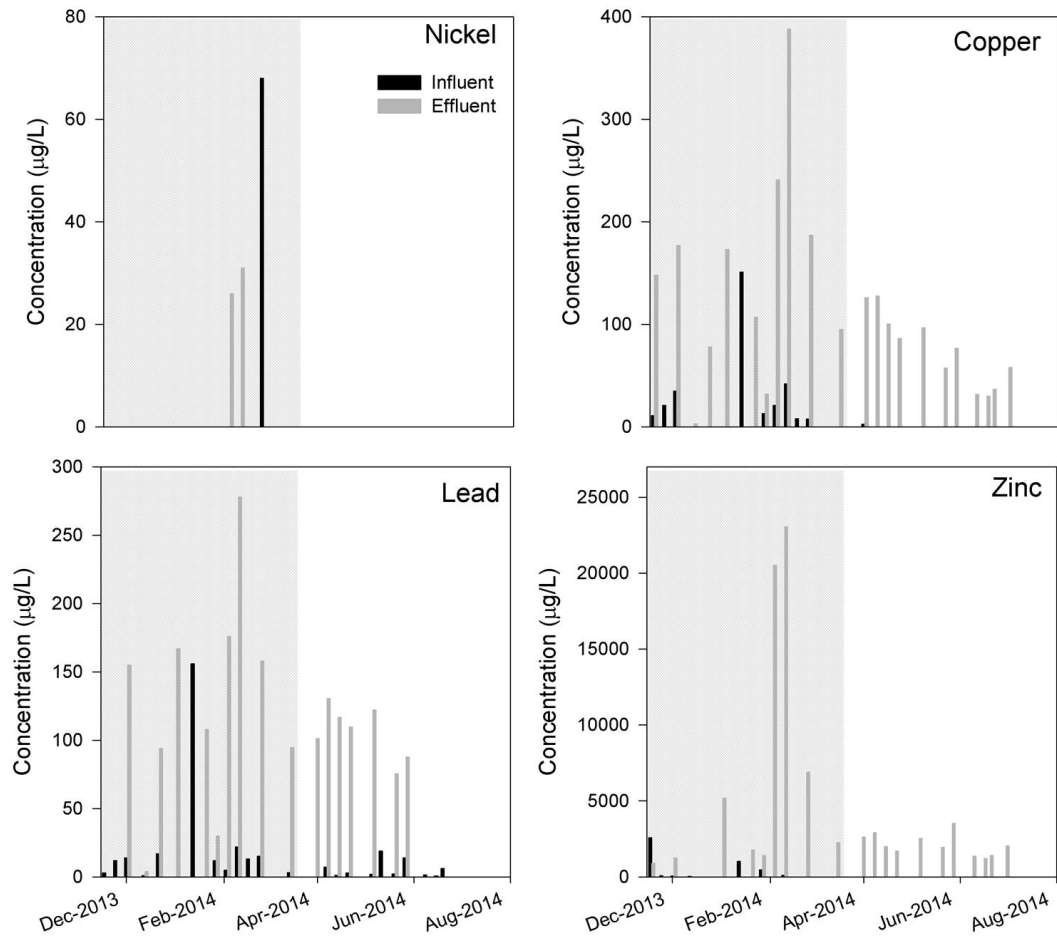 Nickel
Influent
Effluent
Concentration (µg/L)
80
60
40
20
0
Copper
Concentration (µg/L)
400
300
200
100
0
Lead
Concentration (µg/L)
300
250
200
150
100
50
0
Dec-2013
Feb-2014
Apr-2014
Jun-2014
Aug-2014
Zinc
Concentration (µg/L)
25000
20000
15000
10000
5000
0
Dec-2013
Feb-2014
Apr-2014
Jun-2014
Aug-2014